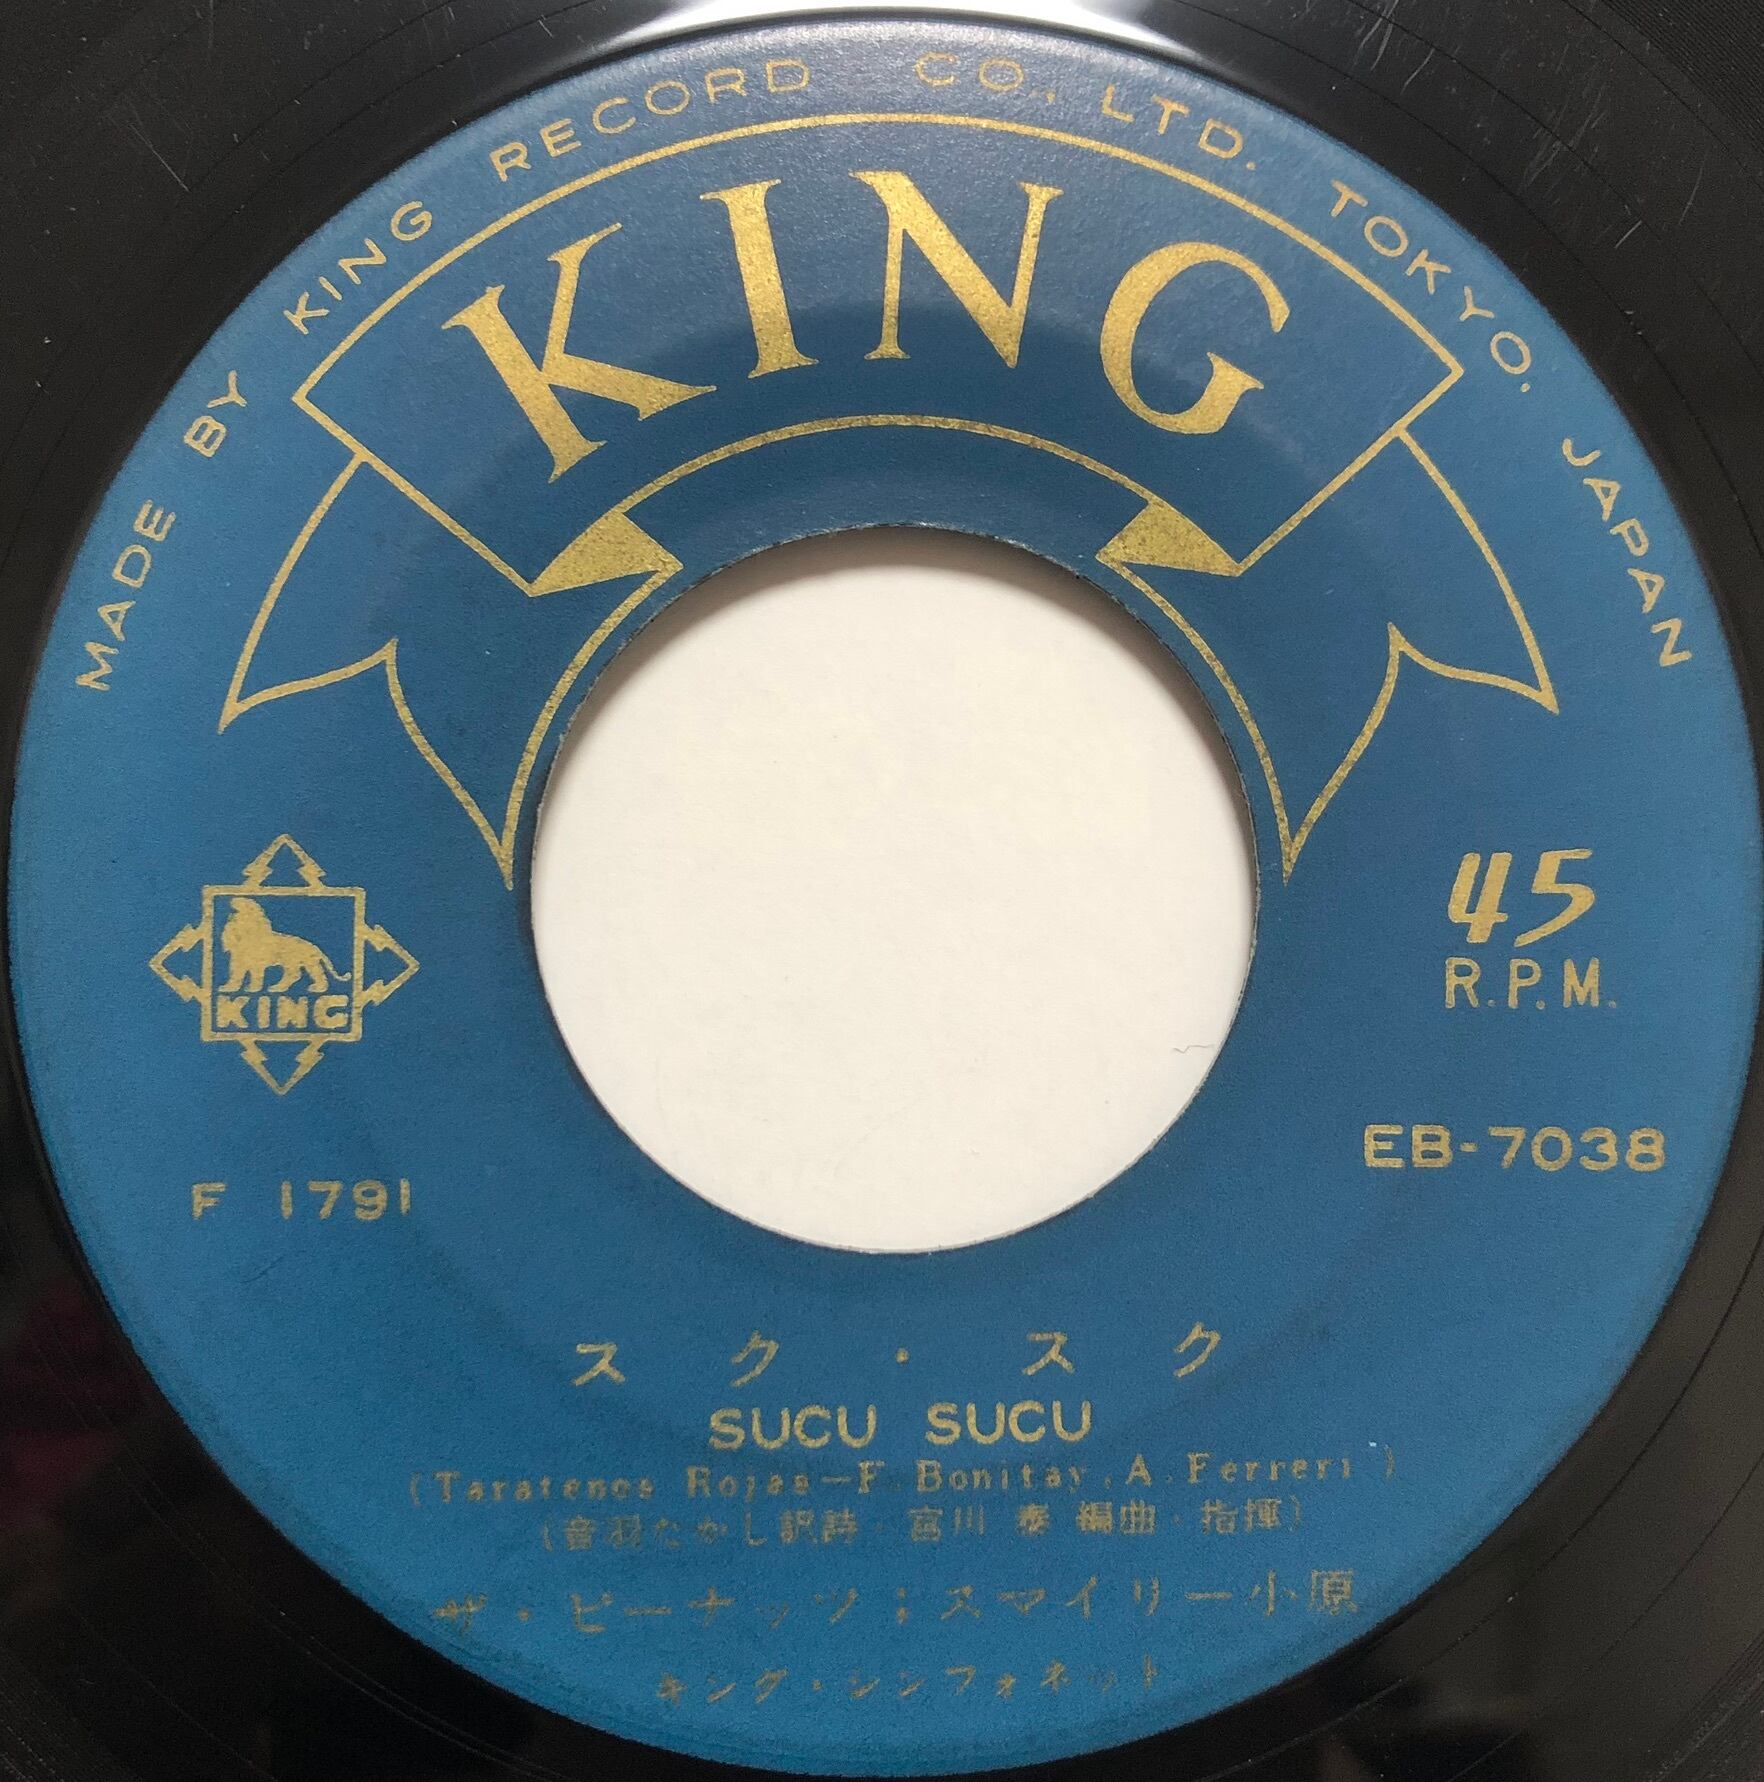 MADE BY KING RECORD CO., LTD. TOKYO, JAPAN
KING
KING
45
R.P.M.
F 1791
EB-7038
スク・スク
SUCU SUCU
(Taratenos Rojas—F. Bonitay, A. Ferreri)
(音羽たかし訳詩・宮川 泰 編曲・指揮)
ザ・ピーナッツ；スマイリー小原
キング・シンフォネット